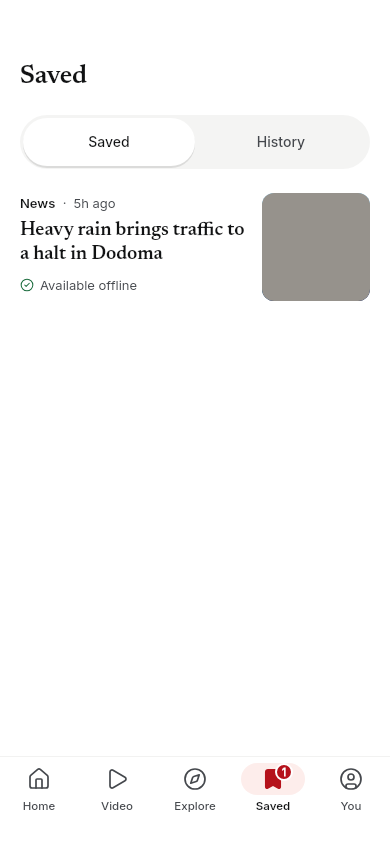 Saved
Saved
History
News · 5h ago
Heavy rain brings traffic to
a halt in Dodoma
Available offline
1
Home
Video
Explore
Saved
You